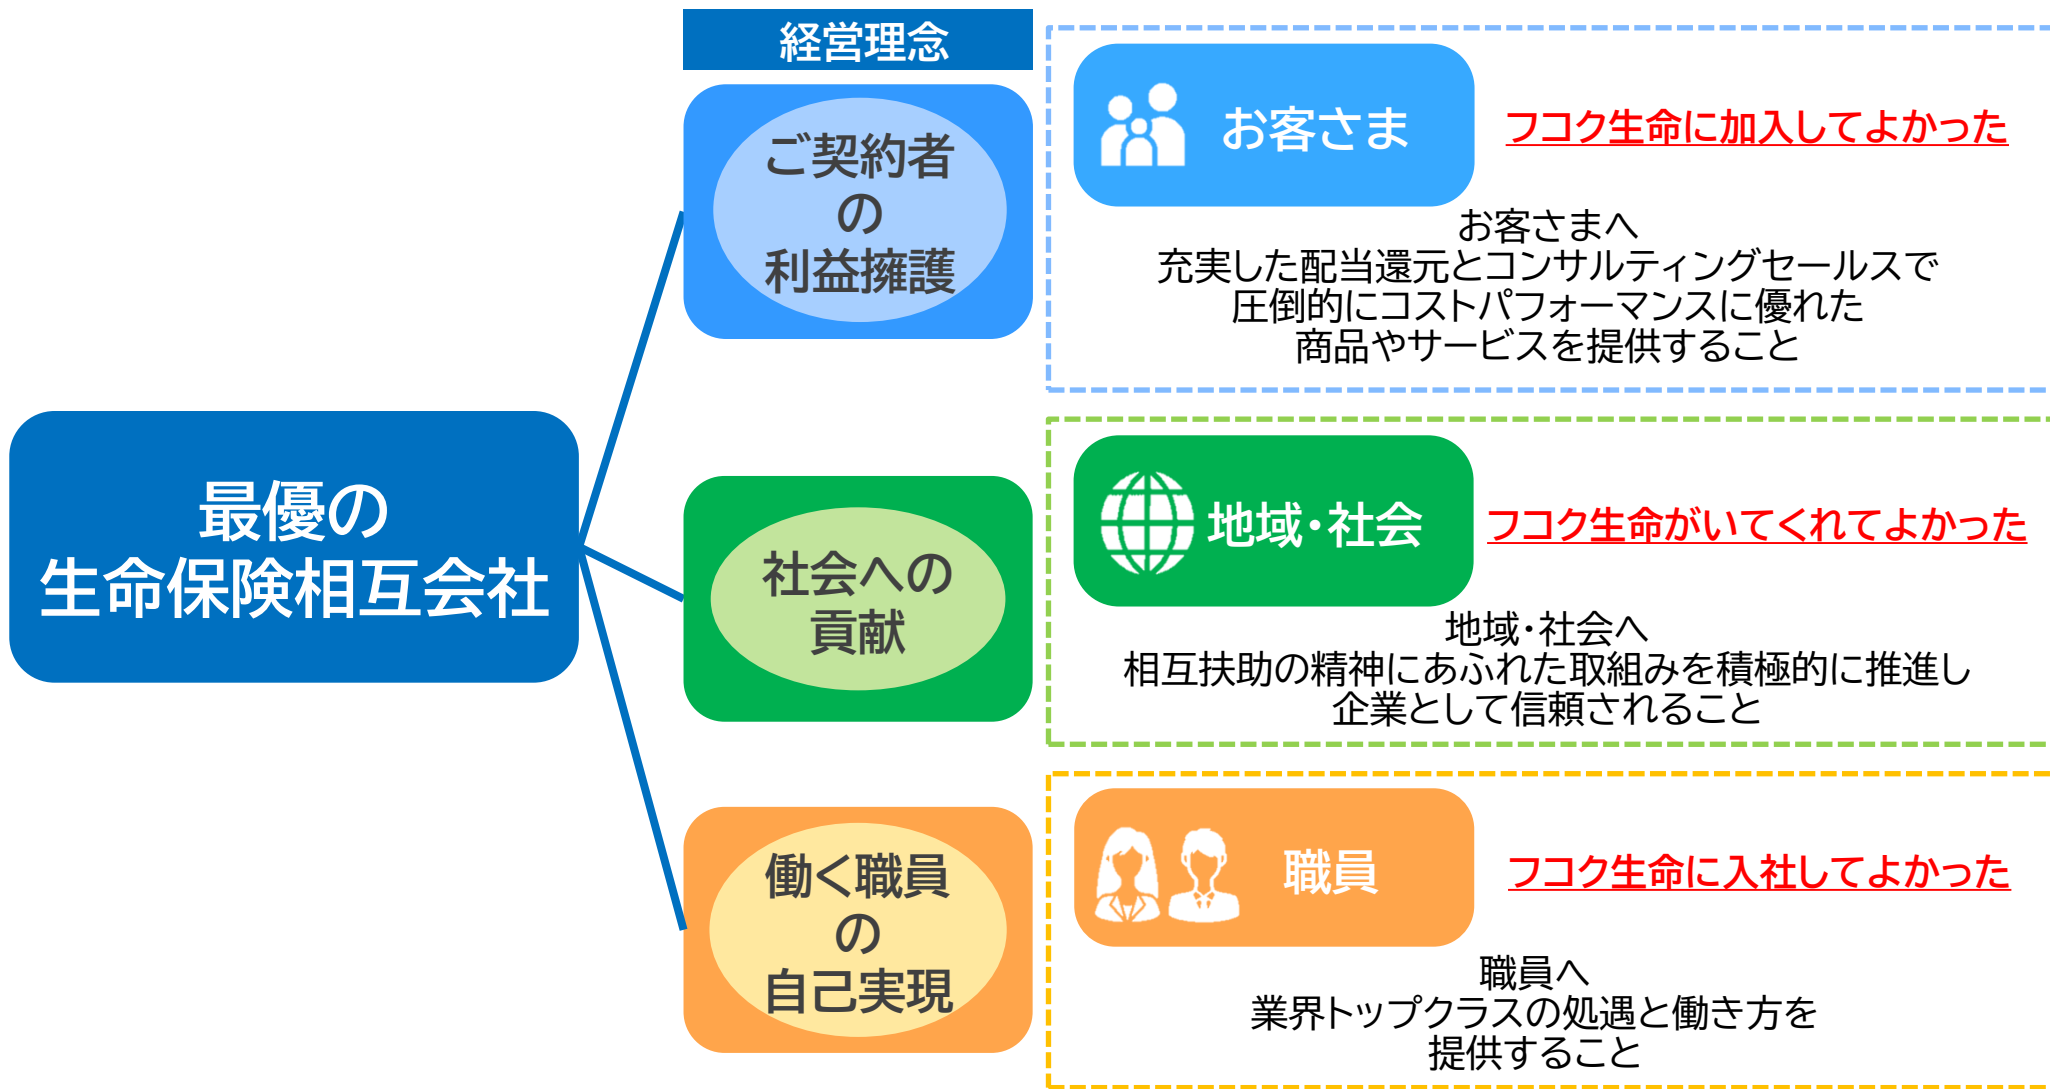 経営理念
最優の
生命保険相互会社
ご契約者
の
利益擁護
お客さま
フコク生命に加入してよかった
お客さまへ
充実した配当還元とコンサルティングセールスで
圧倒的にコストパフォーマンスに優れた
商品やサービスを提供すること
社会への
貢献
地域・社会
フコク生命がいてくれてよかった
地域・社会へ
相互扶助の精神にあふれた取組みを積極的に推進し
企業として信頼されること
働く職員
の
自己実現
職員
フコク生命に入社してよかった
職員へ
業界トップクラスの処遇と働き方を
提供すること